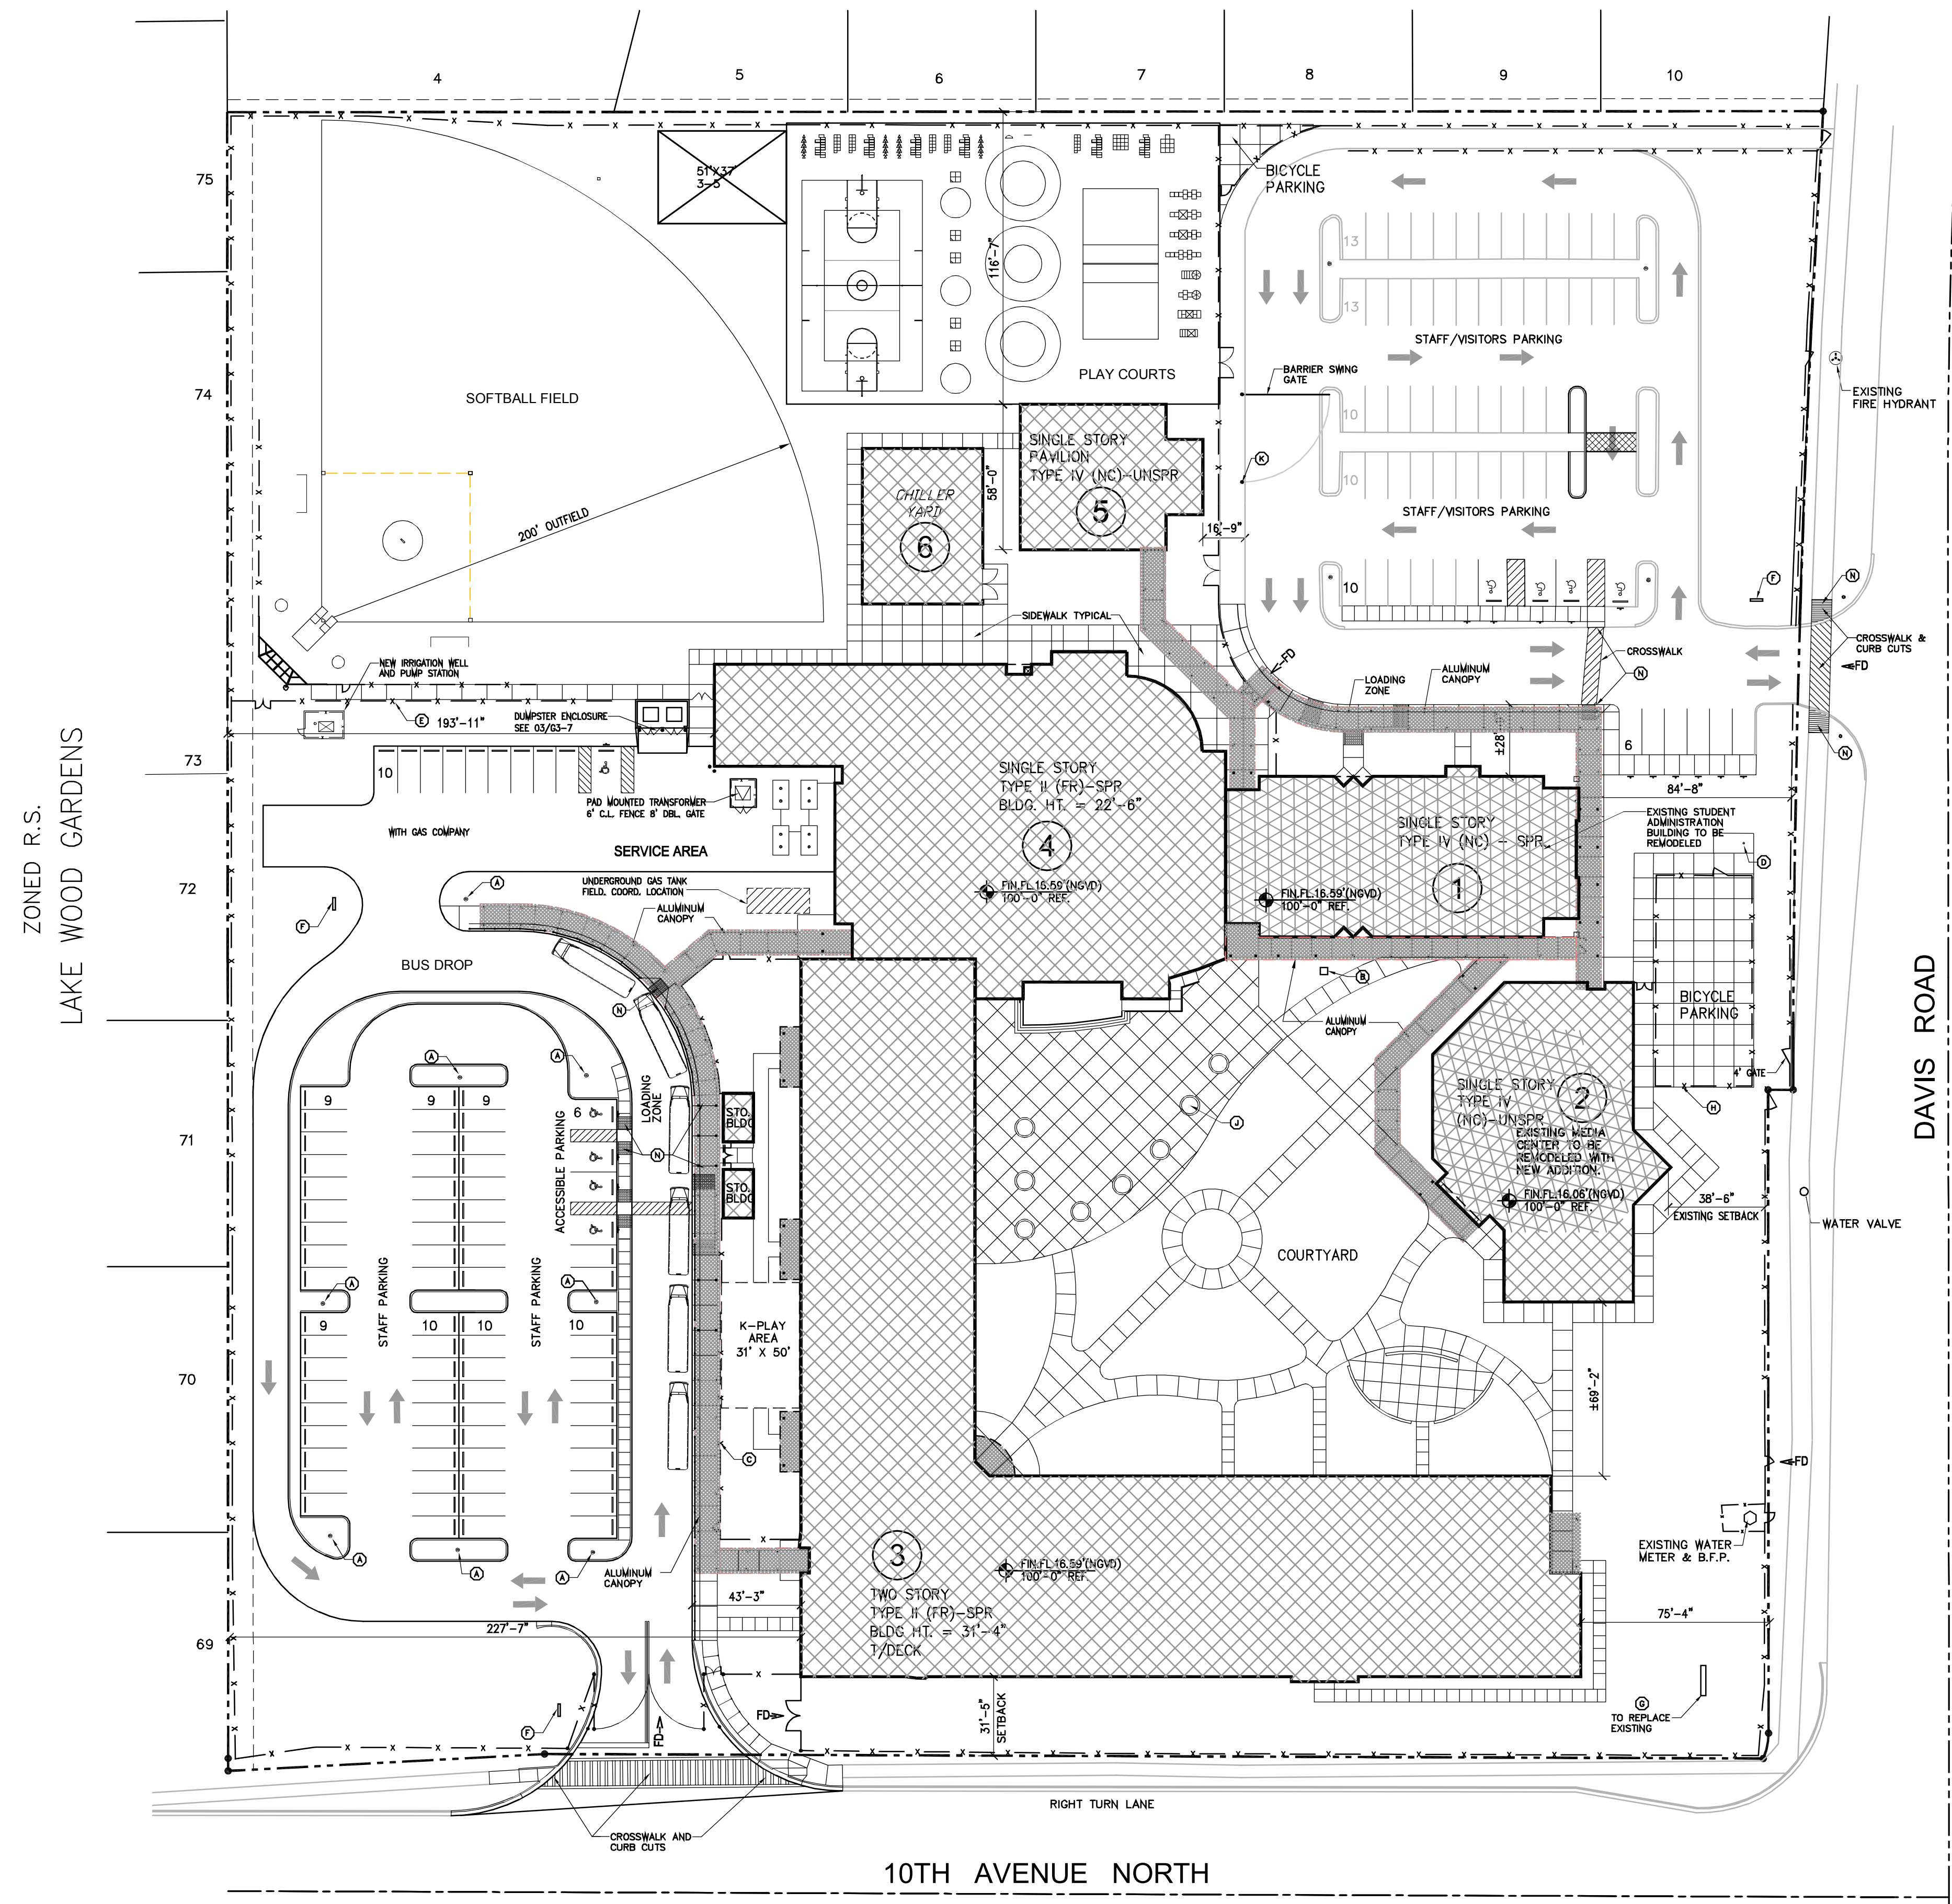 4
5
6
7
8
9
10
75
51'X37'
3-5
BICYCLE
PARKING
13
13
116'-7"
STAFF/VISITORS PARKING
PLAY COURTS
BARRIER SWING
GATE
EXISTING
FIRE HYDRANT
74
SOFTBALL FIELD
10
SINGLE STORY
PAVILION
TYPE IV (NC)-UNSPR
5
K
10
CHILLER
YARD
6
58'-0"
STAFF/VISITORS PARKING
200' OUTFIELD
16'-9"
10
F
N
SIDEWALK TYPICAL
CROSSWALK &
CURB CUTS
FD
FD
CROSSWALK
NEW IRRIGATION WELL
AND PUMP STATION
LOADING
ZONE
ALUMINUM
CANOPY
N
E
193'-11"
DUMPSTER ENCLOSURE
SEE 03/G3-7
±28'
6
N
73
10
SINGLE STORY
TYPE II (FR)-SPR
BLDG. HT. = 22'-6"
4
84'-8"
PAD MOUNTED TRANSFORMER
6' C.L. FENCE 8' DBL. GATE
EXISTING STUDENT
ADMINISTRATION
BUILDING TO BE
REMODELED
WITH GAS COMPANY
SERVICE AREA
SINGLE STORY
TYPE IV (NC) - SPR.
1
D
72
A
UNDERGROUND GAS TANK
FIELD. COORD. LOCATION
FIN.FL.16.59'(NGVD)
100'-0" REF.
FIN.FL.16.59'(NGVD)
100'-0" REF.
F
ALUMINUM
CANOPY
ZONED R.S.
LAKE WOOD GARDENS
BUS DROP
B
N
ALUMINUM
CANOPY
BICYCLE
PARKING
DAVIS ROAD
A
A
4' GATE
9
9
9
6
LOADING
ZONE
STO.
BLDG
J
SINGLE STORY
TYPE IV
(NC)-UNSPR
2
H
71
ACCESSIBLE PARKING
N
EXISTING MEDIA
CENTER TO BE
REMODELED WITH
NEW ADDITION.
STO.
BLDG
FIN.FL.16.06'(NGVD)
100'-0" REF.
38'-6"
EXISTING SETBACK
WATER VALVE
COURTYARD
A
A
STAFF PARKING
STAFF PARKING
9
10
10
10
K-PLAY
AREA
31' X 50'
70
±69'-2"
C
FD
A
A
A
ALUMINUM
CANOPY
3
FIN.FL.16.59'(NGVD)
100'-0" REF.
EXISTING WATER
METER & B.F.P.
43'-3"
TWO STORY
TYPE II (FR)-SPR
BLDG HT. = 31'-4"
T/DECK
75'-4"
227'-7"
69
F
FD
FD
31'-5"
SETBACK
G
TO REPLACE
EXISTING
RIGHT TURN LANE
CROSSWALK AND
CURB CUTS
10TH AVENUE NORTH